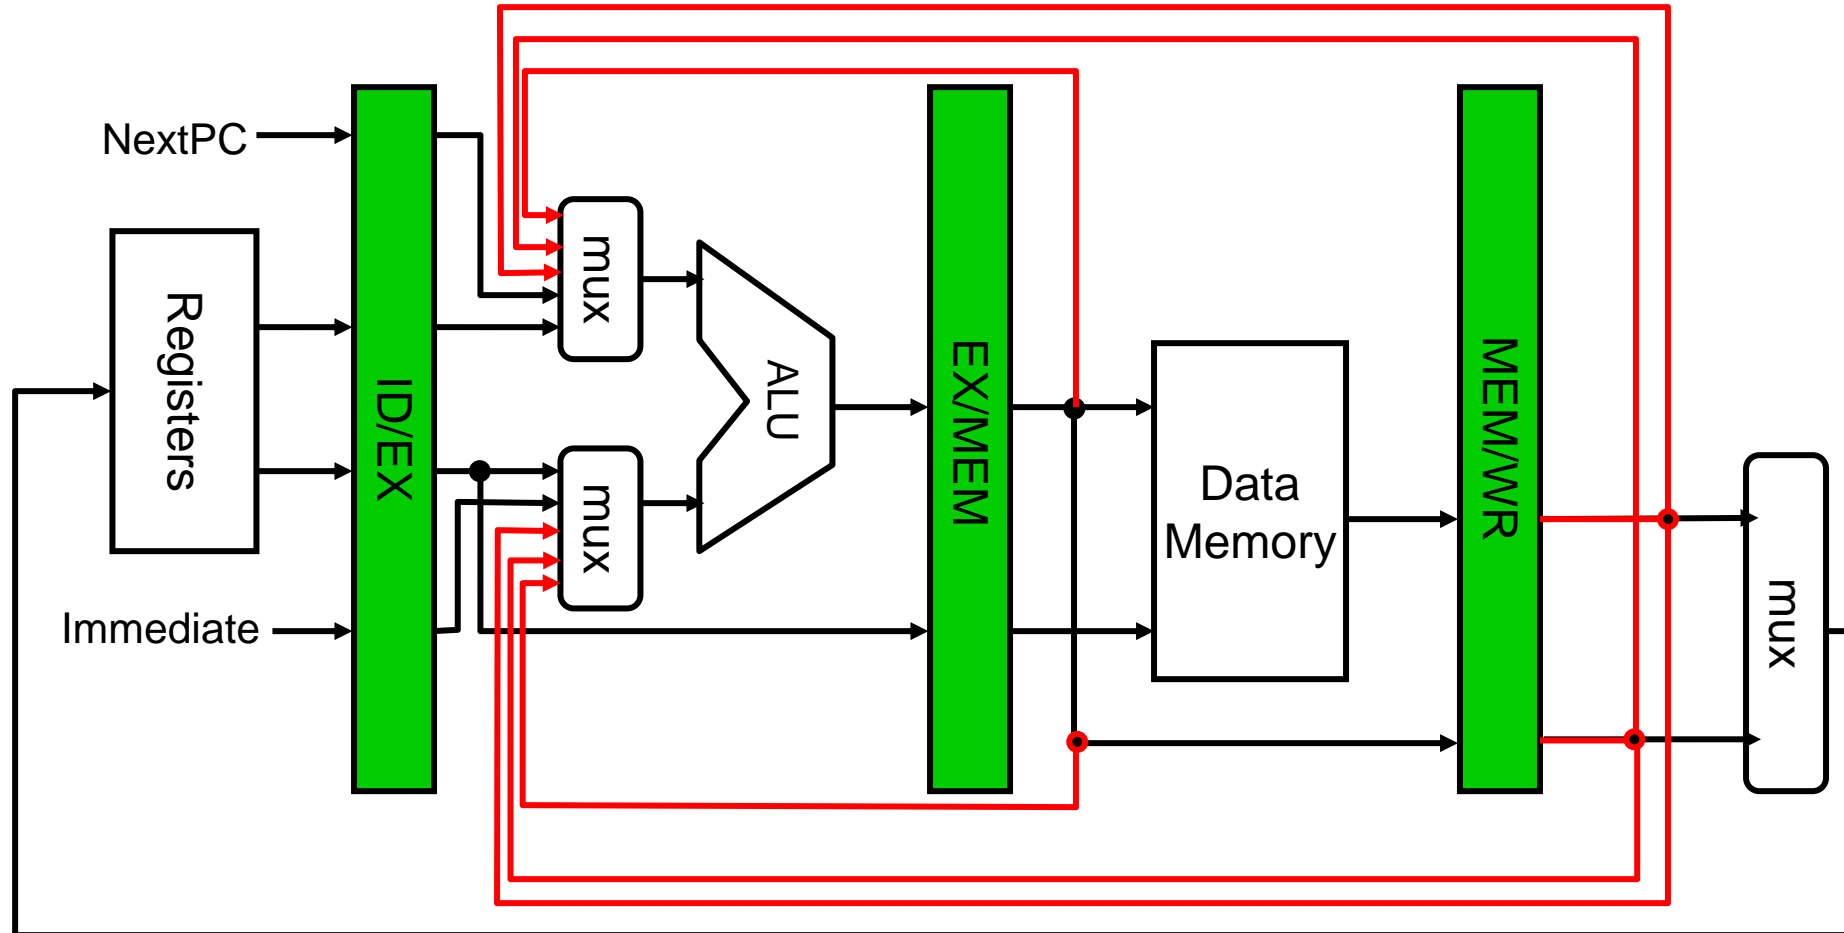 NextPC
Registers
Immediate
ID/EX
mux
mux
ALU
EX/MEM
Data
Memory
MEM/WR
mux